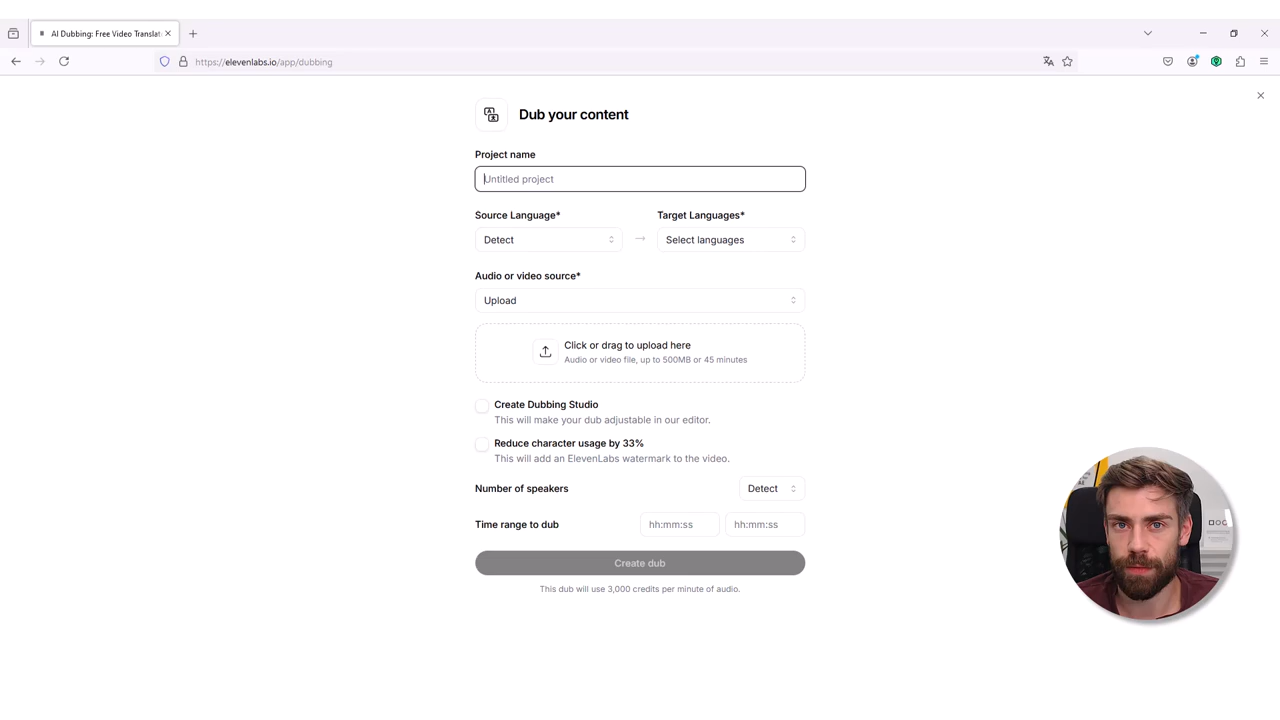 AI Dubbing: Free Video Translat
https://elevenlabs.io/app/dubbing
Dub your content
Project name
Untitled project
Source Language*
Target Languages*
Detect
Select languages
Audio or video source*
Upload
Click or drag to upload here
Audio or video file, up to 500MB or 45 minutes
Create Dubbing Studio
This will make your dub adjustable in our editor.
Reduce character usage by 33%
This will add an ElevenLabs watermark to the video.
Number of speakers
Detect
Time range to dub
hh:mm:ss
hh:mm:ss
Create dub
This dub will use 3,000 credits per minute of audio.